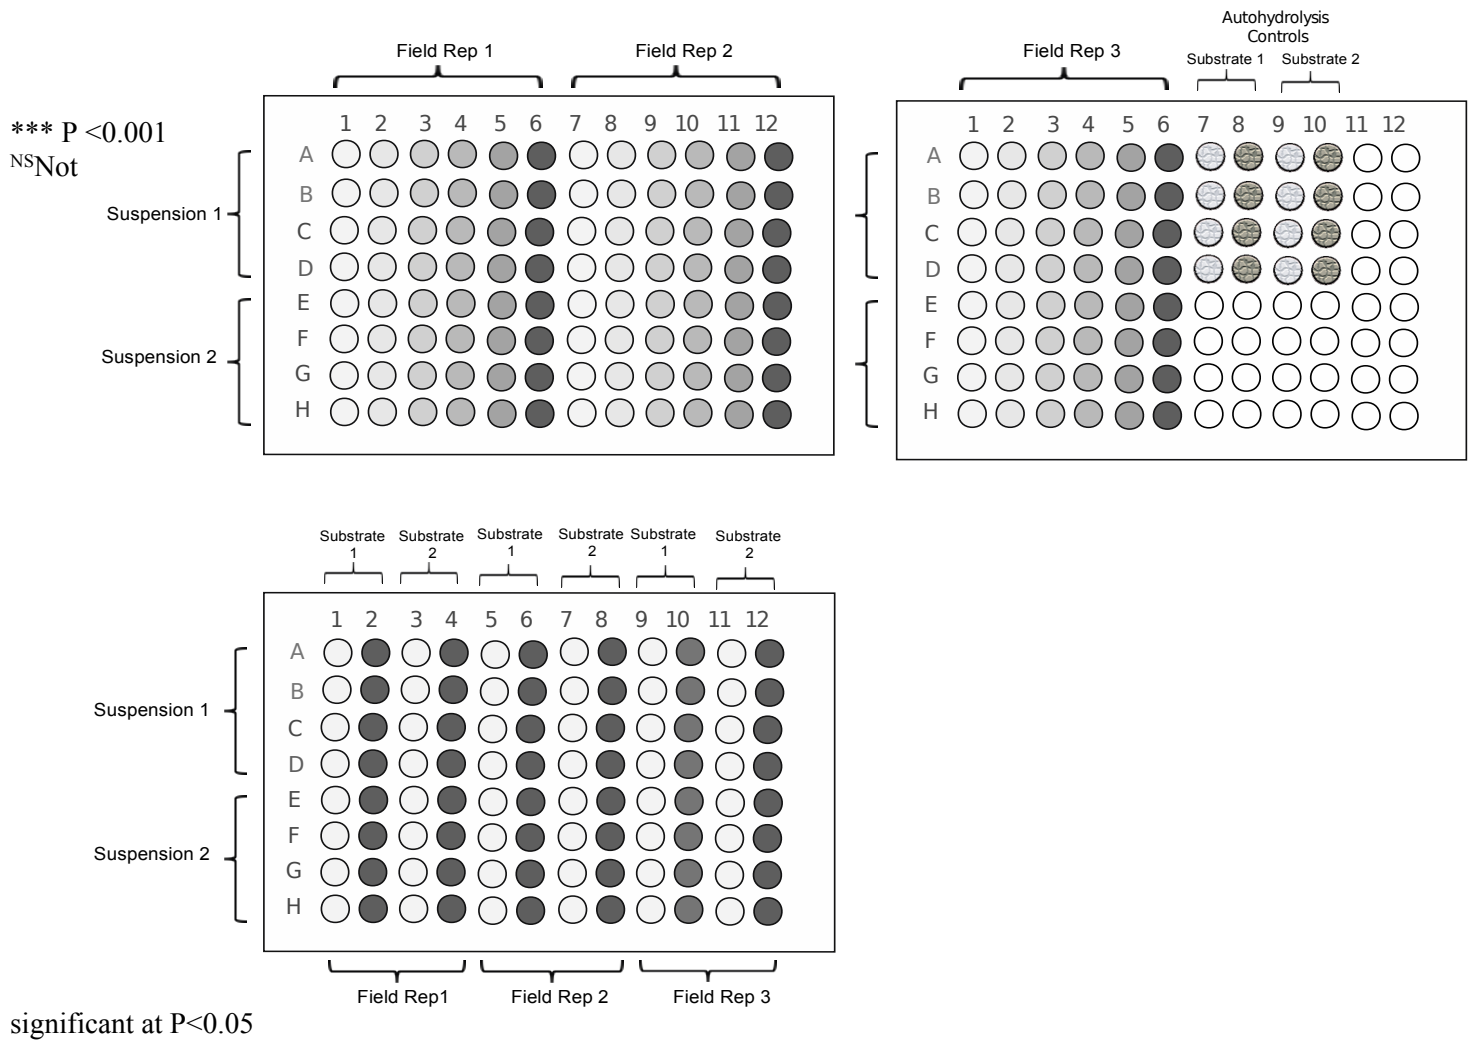 *** P <0.001
NSNot
Field Rep 1
Field Rep 2
1 2 3 4 5 6 7 8 9 10 11 12
A
B
C
D
E
F
G
H
Suspension 1
Suspension 2
Field Rep 3
Autohydrolysis
Controls
Substrate 1 Substrate 2
1 2 3 4 5 6 7 8 9 10 11 12
A
B
C
D
E
F
G
H
Substrate Substrate Substrate Substrate Substrate Substrate
1 2 1 2 1 2
1 2 3 4 5 6 7 8 9 10 11 12
A
B
C
D
E
F
G
H
Suspension 1
Suspension 2
Field Rep1 Field Rep 2 Field Rep 3
significant at P<0.05